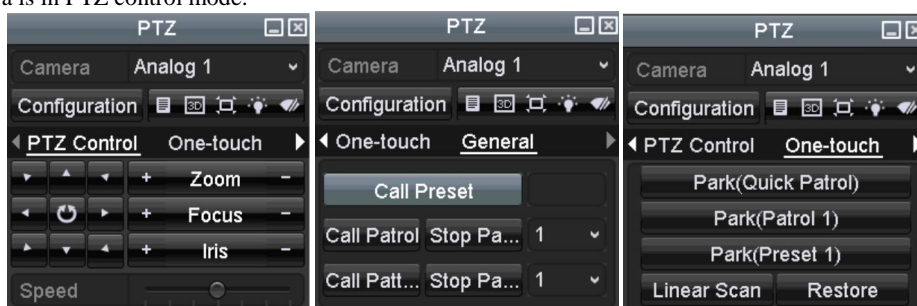 a is in PTZ control mode.
PTZ
Camera Analog 1
Configuration 3D
PTZ Control One-touch
+ Zoom -
+ Focus -
+ Iris -
Speed
PTZ
Camera Analog 1
Configuration 3D
One-touch General
Call Preset
Call Patrol Stop Pa... 1
Call Patt... Stop Pa... 1
PTZ
Camera Analog 1
Configuration 3D
PTZ Control One-touch
Park(Quick Patrol)
Park(Patrol 1)
Park(Preset 1)
Linear Scan Restore